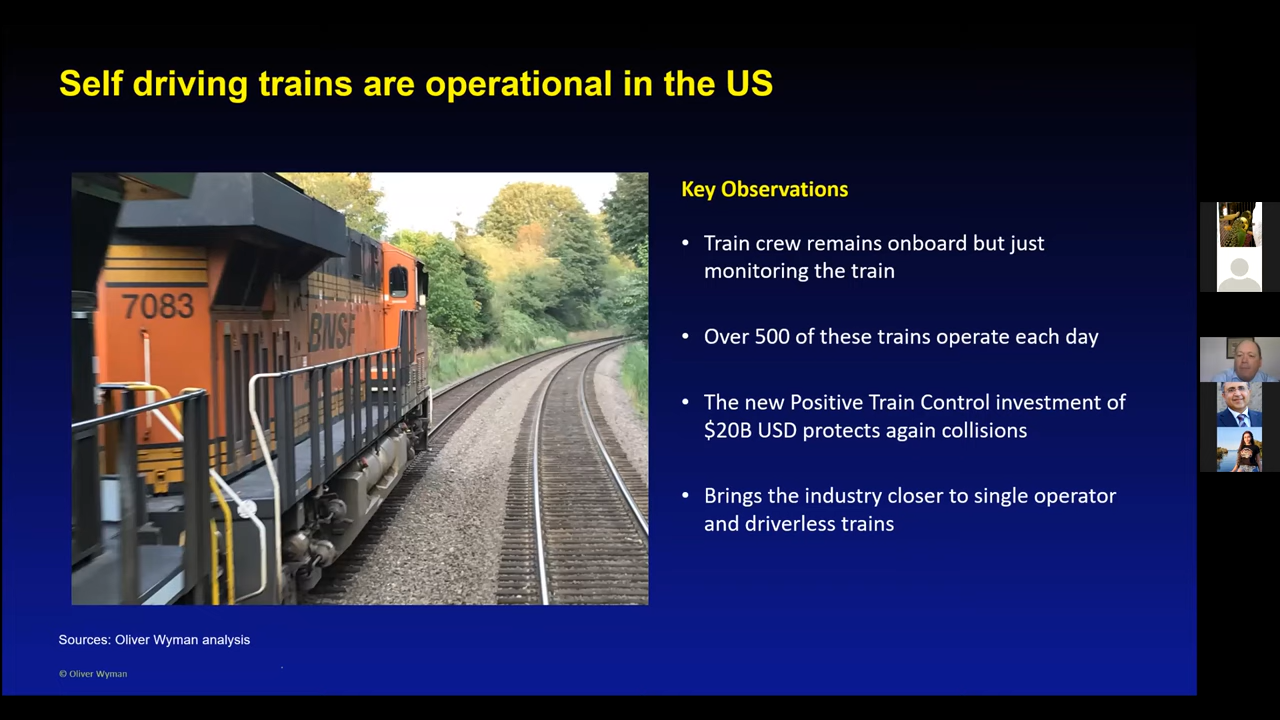 Self driving trains are operational in the US
7083
BNSF
Key Observations
• Train crew remains onboard but just
monitoring the train
• Over 500 of these trains operate each day
• The new Positive Train Control investment of
$20B USD protects again collisions
• Brings the industry closer to single operator
and driverless trains
Sources: Oliver Wyman analysis
© Oliver Wyman